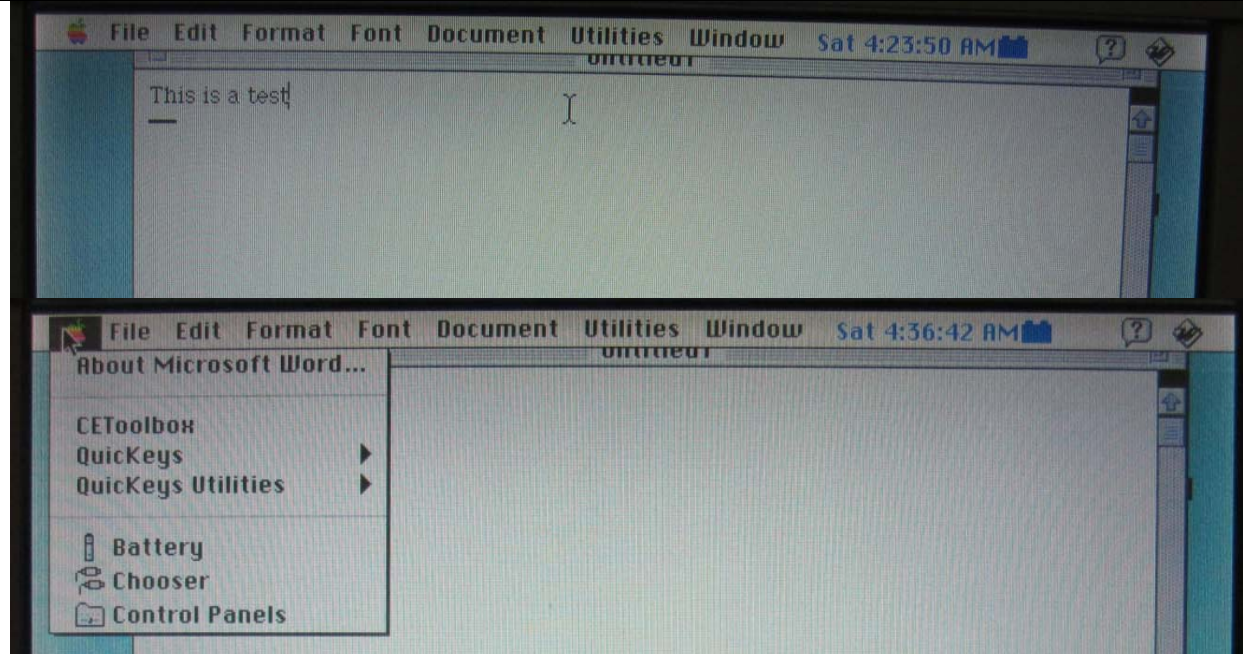 File Edit Format Font Document Utilities Window Sat 4:23:50 AM
Untitled1
This is a test
File Edit Format Font Document Utilities Window Sat 4:36:42 AM
Untitled1
About Microsoft Word...
CEToolbox
QuicKeys
QuicKeys Utilities
Battery
Chooser
Control Panels